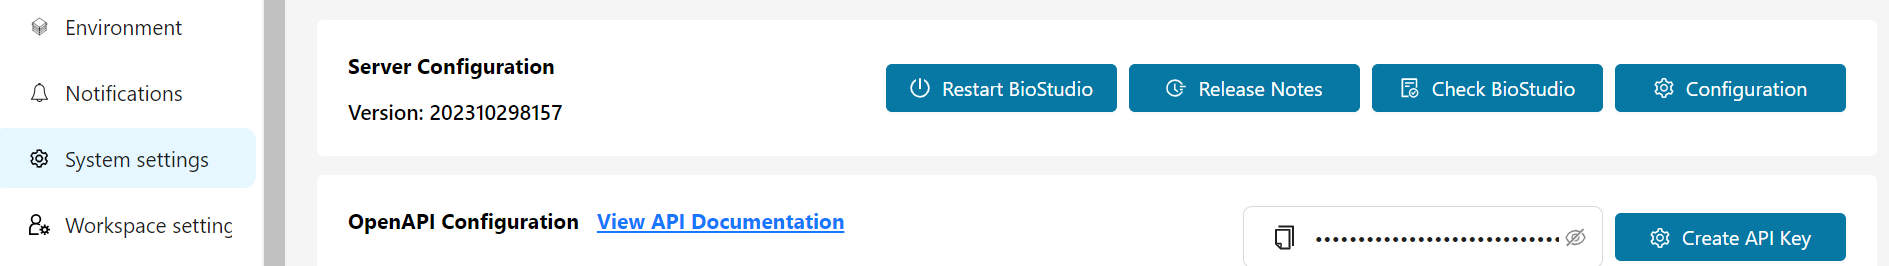 Environment
Notifications
System settings
Workspace setting
Server Configuration
Version: 202310298157
Restart BioStudio
Release Notes
Check BioStudio
Configuration
OpenAPI Configuration View API Documentation
Create API Key